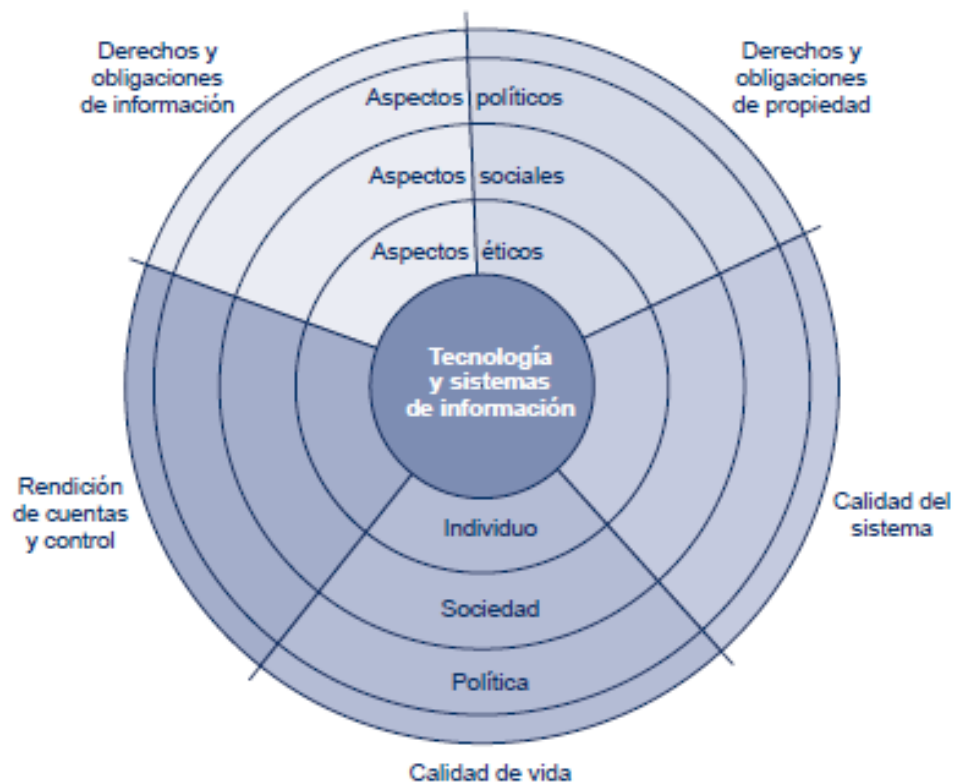 Derechos y
obligaciones
de información
Derechos y
obligaciones
de propiedad
Aspectos políticos
Aspectos sociales
Aspectos éticos
Tecnología
y sistemas
de información
Rendición
de cuentas
y control
Calidad del
sistema
Individuo
Sociedad
Política
Calidad de vida